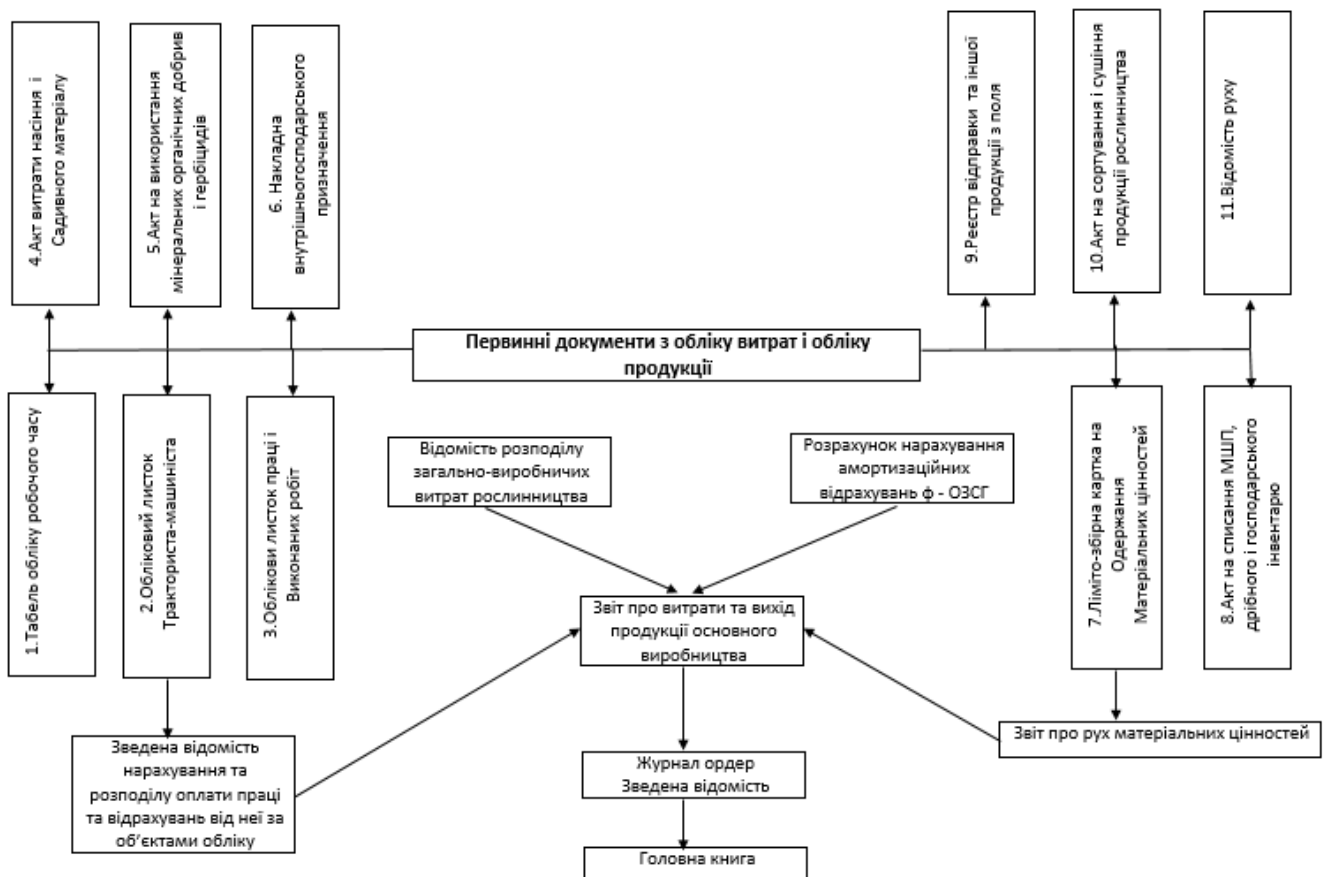 4.Акт витрати насіння і
Садивного матеріалу
5.Акт на використання
мінеральних органічних добрив
і гербіцидів
6. Накладна
внутрішньогосподарського
призначення
9.Реєстр відправки та іншої
продукції з поля
10.Акт на сортування і сушіння
продукції рослинництва
11.Відомість руху
Первинні документи з обліку витрат і обліку
продукції
1.Табель обліку робочого часу
2.Обліковий листок
Тракториста-машиніста
3.Облікови листок праці і
Виконаних робіт
Відомість розподілу
загально-виробничих
витрат рослинництва
Розрахунок нарахування
амортизаційних
відрахувань ф - ОЗСГ
7.Ліміто-збірна картка на
Одержання
Матеріальних цінностей
8.Акт на списання МШП,
дрібного і господарського
інвентарю
Звіт про витрати та вихід
продукції основного
виробництва
Зведена відомість
нарахування та
розподілу оплати праці
та відрахувань від неї за
об’єктами обліку
Звіт про рух матеріальних цінностей
Журнал ордер
Зведена відомість
Головна книга